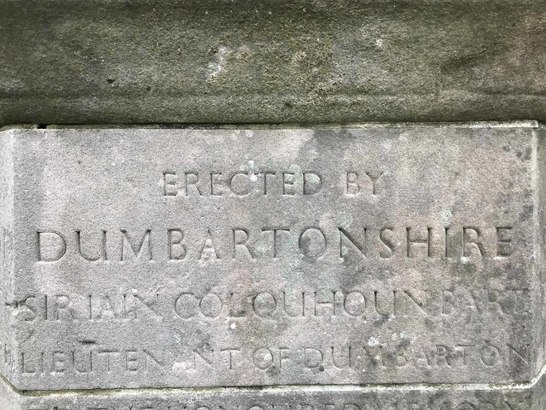 ERECTED BY
DUMBARTONSHIRE
SIR IAIN COLQUHOUN BART
LIEUTENANT OF DUMBARTON